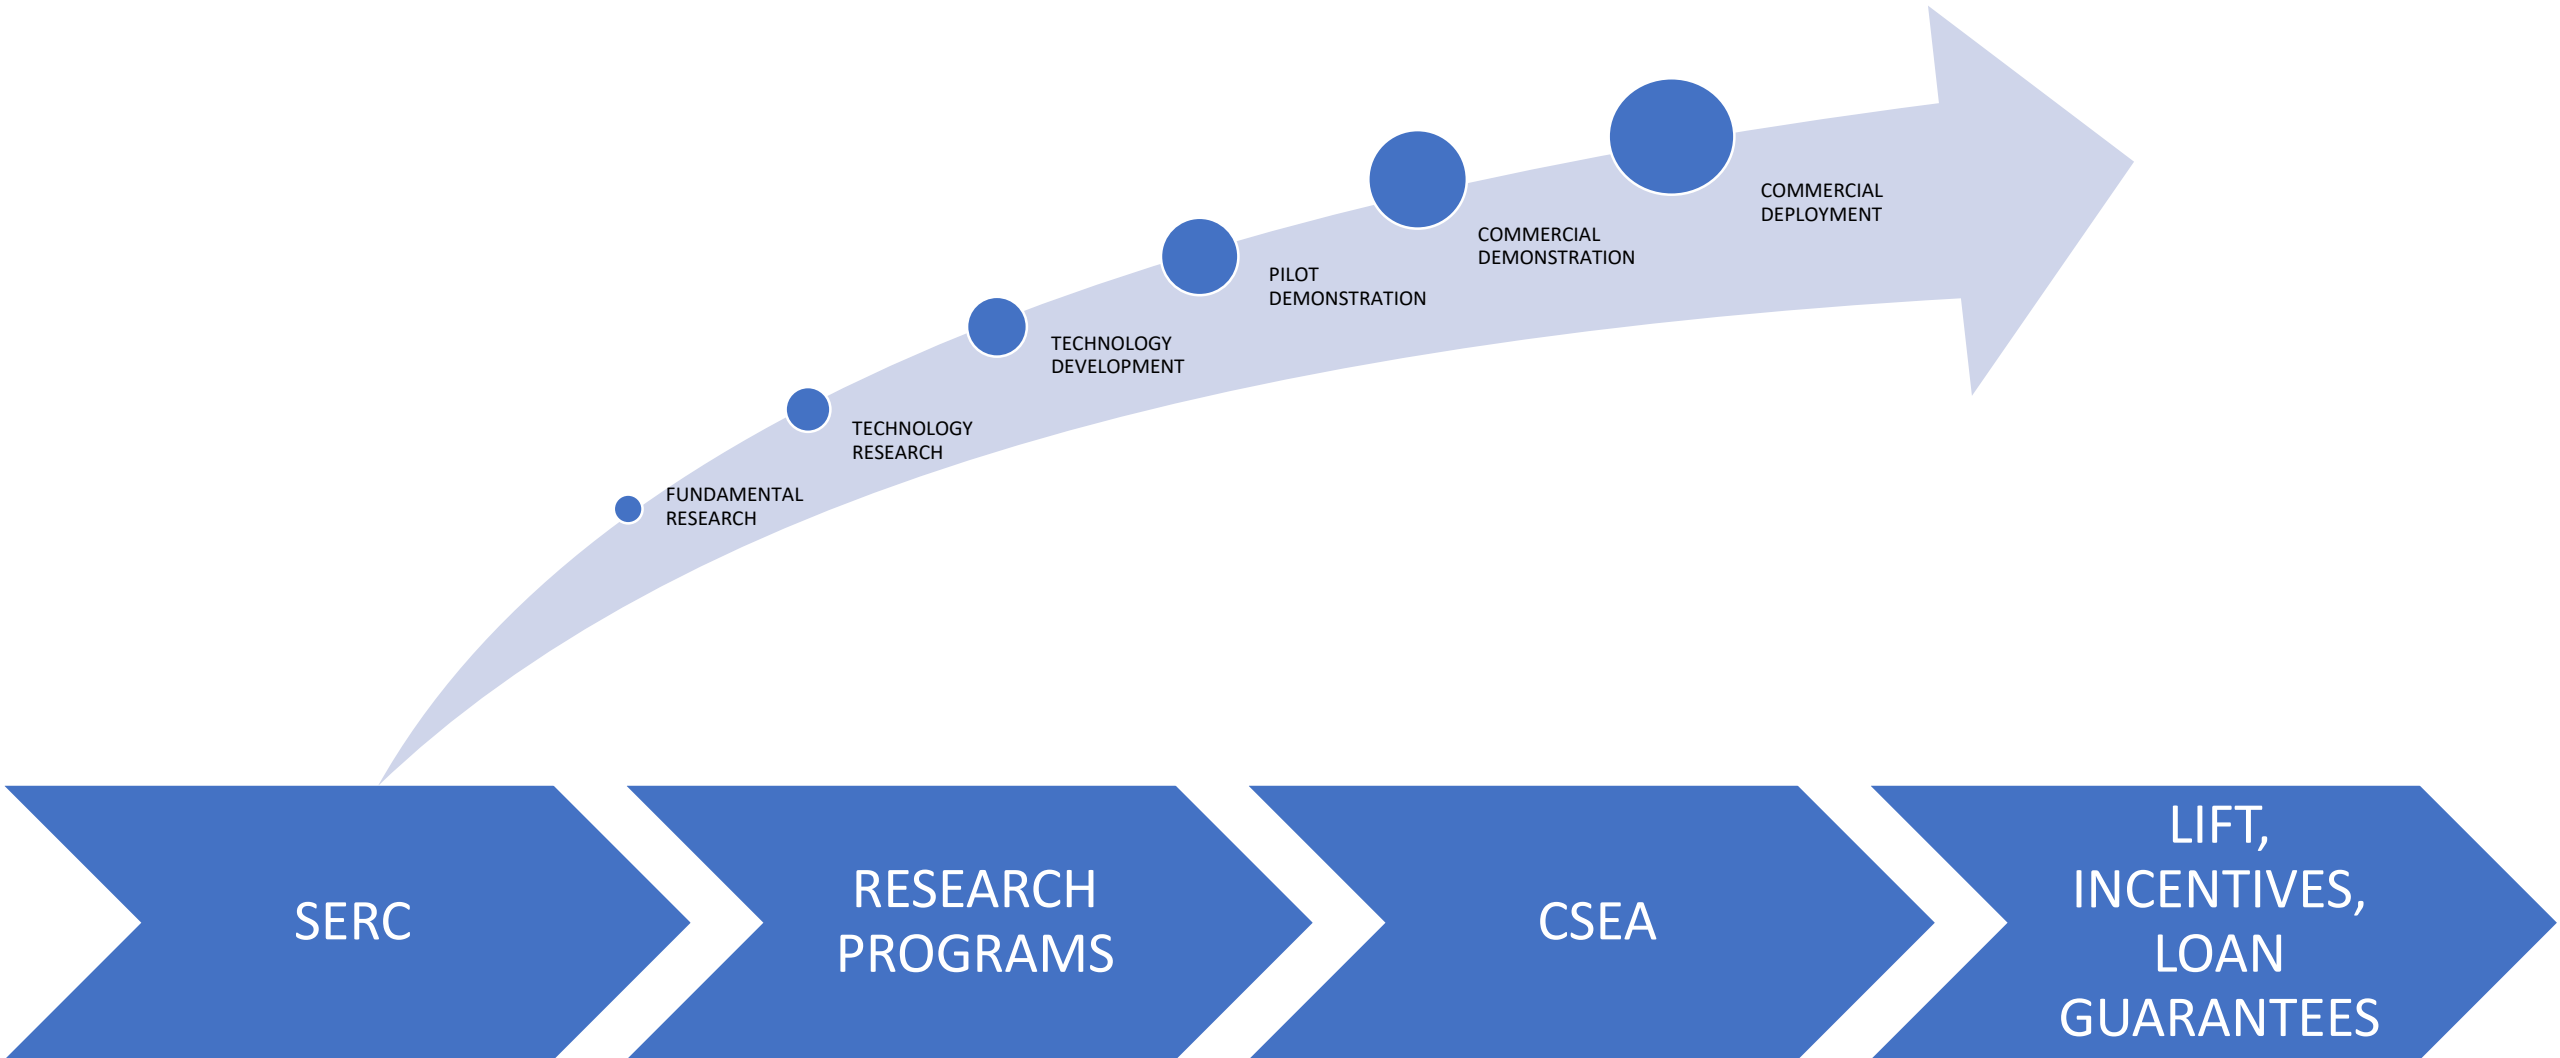 COMMERCIAL
DEPLOYMENT
COMMERCIAL
DEMONSTRATION
PILOT
DEMONSTRATION
TECHNOLOGY
DEVELOPMENT
TECHNOLOGY
RESEARCH
FUNDAMENTAL
RESEARCH
SERC
RESEARCH
PROGRAMS
CSEA
LIFT,
INCENTIVES,
LOAN
GUARANTEES